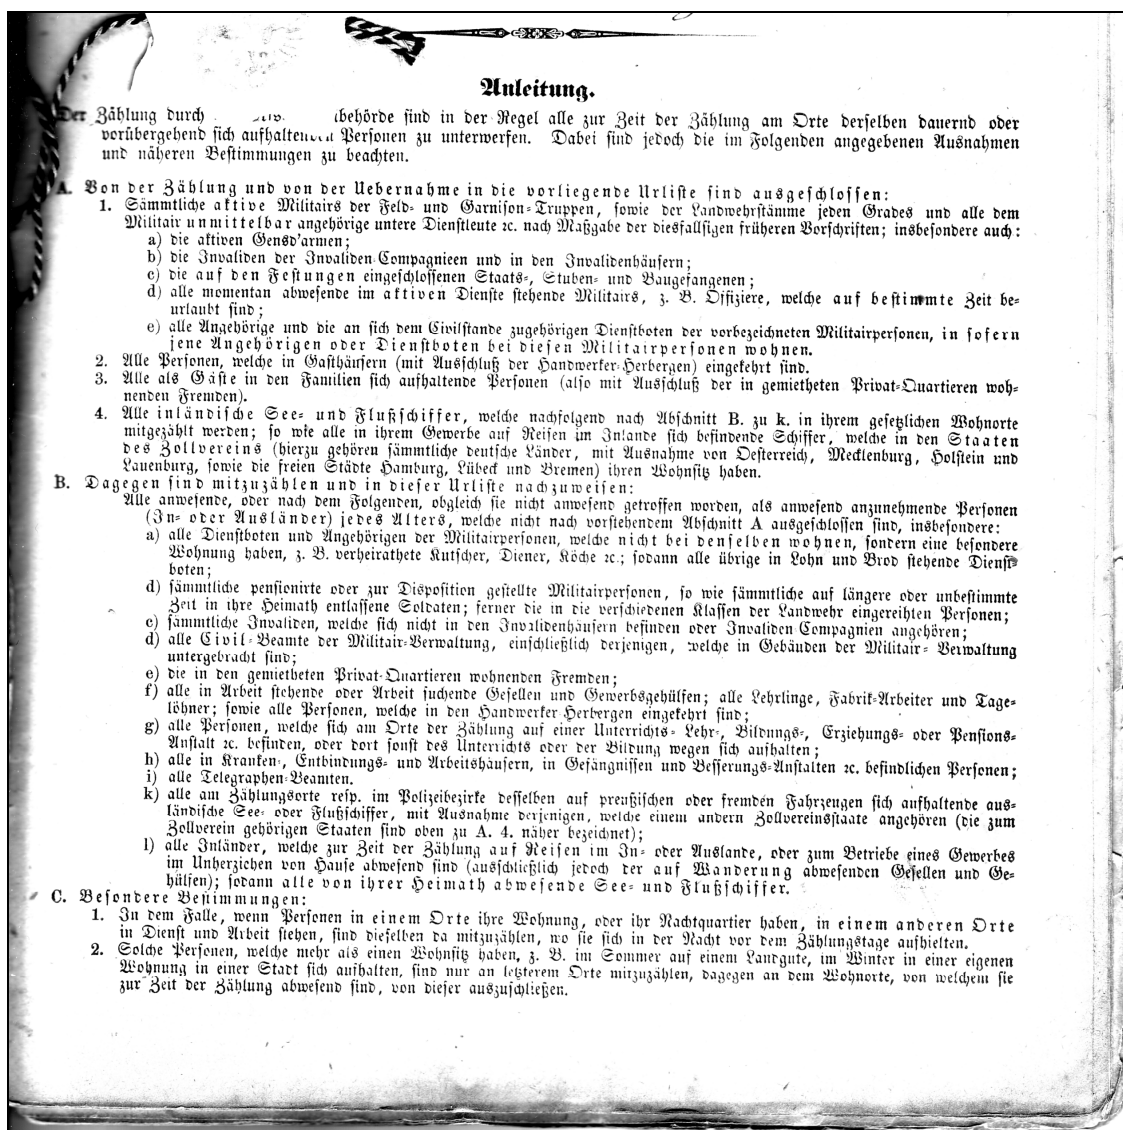 Anleitung.
Der Zählung durch behörde sind in der Regel alle zur Zeit der Zählung am Orte derselben dauernd oder
vorübergehend sich aufhaltenden Personen zu unterwerfen. Dabei sind jedoch die im Folgenden angegebenen Ausnahmen
und näheren Bestimmungen zu beachten.
A. Von der Zählung und von der Uebernahme in die vorliegende Urliste sind ausgeschlossen:
1. Sämmtliche aktive Militairs der Feld- und Garnison-Truppen, sowie der Landwehrstämme jeden Grades und alle dem
Militair unmittelbar angehörige untere Dienstleute ꝛc. nach Maßgabe der diesfallsigen früheren Vorschriften; insbesondere auch:
a) die aktiven Gensd'armen;
b) die Invaliden der Invaliden-Compagnieen und in den Invalidenhäusern;
c) die auf den Festungen eingeschlossenen Staats-, Stuben- und Baugefangenen;
d) alle momentan abwesende im aktiven Dienste stehende Militairs, z. B. Offiziere, welche auf bestimmte Zeit be-
urlaubt sind;
e) alle Angehörige und die an sich dem Civilstande zugehörigen Dienstboten der vorbezeichneten Militairpersonen, in sofern
jene Angehörigen oder Dienstboten bei diesen Militairpersonen wohnen.
2. Alle Personen, welche in Gasthäusern (mit Ausschluß der Handwerker-Herbergen) eingekehrt sind.
3. Alle als Gäste in den Familien sich aufhaltende Personen (also mit Ausschluß der in gemietheten Privat-Quartieren woh-
nenden Fremden).
4. Alle inländische See- und Flußschiffer, welche nachfolgend nach Abschnitt B. zu k. in ihrem gesetzlichen Wohnorte
mitgezählt werden; so wie alle in ihrem Gewerbe auf Reisen im Inlande sich befindende Schiffer, welche in den Staaten
des Zollvereins (hierzu gehören sämmtliche deutsche Länder, mit Ausnahme von Oesterreich, Mecklenburg, Holstein und
Lauenburg, sowie die freien Städte Hamburg, Lübeck und Bremen) ihren Wohnsitz haben.
B. Dagegen sind mitzuzählen und in dieser Urliste nachzuweisen:
Alle anwesende, oder nach dem Folgenden, obgleich sie nicht anwesend getroffen worden, als anwesend anzunehmende Personen
(In- oder Ausländer) jedes Alters, welche nicht nach vorstehendem Abschnitt A ausgeschlossen sind, insbesondere:
a) alle Dienstboten und Angehörigen der Militairpersonen, welche nicht bei denselben wohnen, sondern eine besondere
Wohnung haben, z. B. verheirathete Kutscher, Diener, Köche ꝛc.; sodann alle übrige in Lohn und Brod stehende Dienst-
boten;
d) sämmtliche pensionirte oder zur Disposition gestellte Militairpersonen, so wie sämmtliche auf längere oder unbestimmte
Zeit in ihre Heimath entlassene Soldaten; ferner die in die verschiedenen Klassen der Landwehr eingereihten Personen;
c) sämmtliche Invaliden, welche sich nicht in den Invalidenhäusern befinden oder Invaliden-Compagnien angehören;
d) alle Civil-Beamte der Militair-Verwaltung, einschließlich derjenigen, welche in Gebäuden der Militair-Verwaltung
untergebracht sind;
e) die in den gemietheten Privat-Quartieren wohnenden Fremden;
f) alle in Arbeit stehende oder Arbeit suchende Gesellen und Gewerbsgehülfen; alle Lehrlinge, Fabrik-Arbeiter und Tage-
löhner; sowie alle Personen, welche in den Handwerker-Herbergen eingekehrt sind;
g) alle Personen, welche sich am Orte der Zählung auf einer Unterrichts- Lehr-, Bildungs-, Erziehungs- oder Pensions-
Anstalt ꝛc. befinden, oder dort sonst des Unterrichts oder der Bildung wegen sich aufhalten;
h) alle in Kranken-, Entbindungs- und Arbeitshäusern, in Gefängnissen und Besserungs-Anstalten ꝛc. befindlichen Personen;
i) alle Telegraphen-Beamten.
k) alle am Zählungsorte resp. im Polizeibezirke desselben auf preußischen oder fremden Fahrzeugen sich aufhaltende aus-
ländische See- oder Flußschiffer, mit Ausnahme derjenigen, welche einem andern Zollvereinsstaate angehören (die zum
Zollverein gehörigen Staaten sind oben zu A. 4. näher bezeichnet);
l) alle Inländer, welche zur Zeit der Zählung auf Reisen im In- oder Auslande, oder zum Betriebe eines Gewerbes
im Umherziehen von Hause abwesend sind (ausschließlich jedoch der auf Wanderung abwesenden Gesellen und Ge-
hülfen); sodann alle von ihrer Heimath abwesende See- und Flußschiffer.
C. Besondere Bestimmungen:
1. In dem Falle, wenn Personen in einem Orte ihre Wohnung, oder ihr Nachtquartier haben, in einem anderen Orte
in Dienst und Arbeit stehen, sind dieselben da mitzuzählen, wo sie sich in der Nacht vor dem Zählungstage aufhielten.
2. Solche Personen, welche mehr als einen Wohnsitz haben, z. B. im Sommer auf einem Landgute, im Winter in einer eigenen
Wohnung in einer Stadt sich aufhalten, sind nur an letzterem Orte mitzuzählen, dagegen an dem Wohnorte, von welchem sie
zur Zeit der Zählung abwesend sind, von dieser auszuschließen.